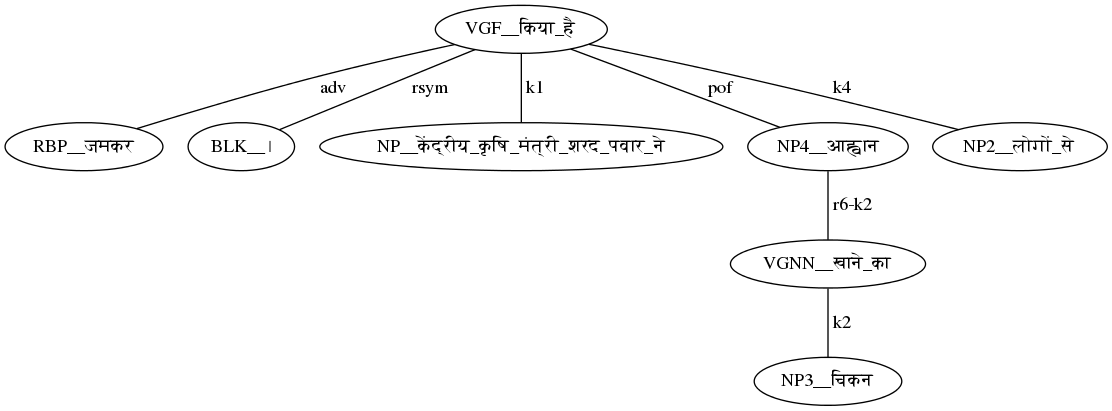 VGF__किया_है
adv rsym k1 pof k4
RBP__जमकर BLK__। NP__केंद्रीय_कृषि_मंत्री_शरद_पवार_ने NP4__आह्वान NP2__लोगों_से
r6-k2
VGNN__खाने_का
k2
NP3__चिकन